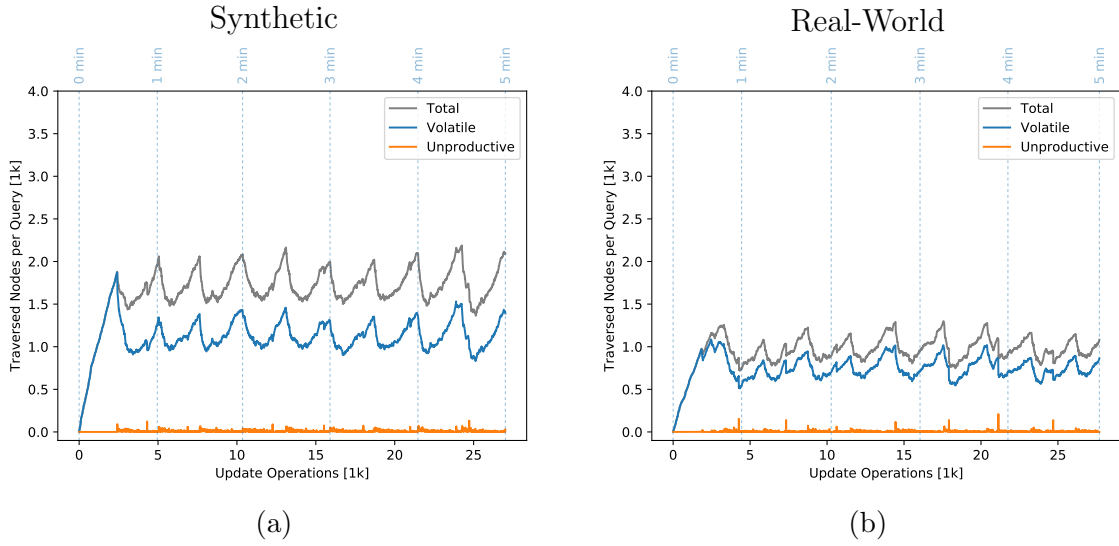 Synthetic
0 min 1 min 2 min 3 min 4 min 5 min
4.0
3.5
3.0
2.5
2.0
1.5
1.0
0.5
0.0
Traversed Nodes per Query [1k]
Total
Volatile
Unproductive
0 5 10 15 20 25
Update Operations [1k]
(a)
Real-World
0 min 1 min 2 min 3 min 4 min 5 min
4.0
3.5
3.0
2.5
2.0
1.5
1.0
0.5
0.0
Traversed Nodes per Query [1k]
Total
Volatile
Unproductive
0 5 10 15 20 25
Update Operations [1k]
(b)